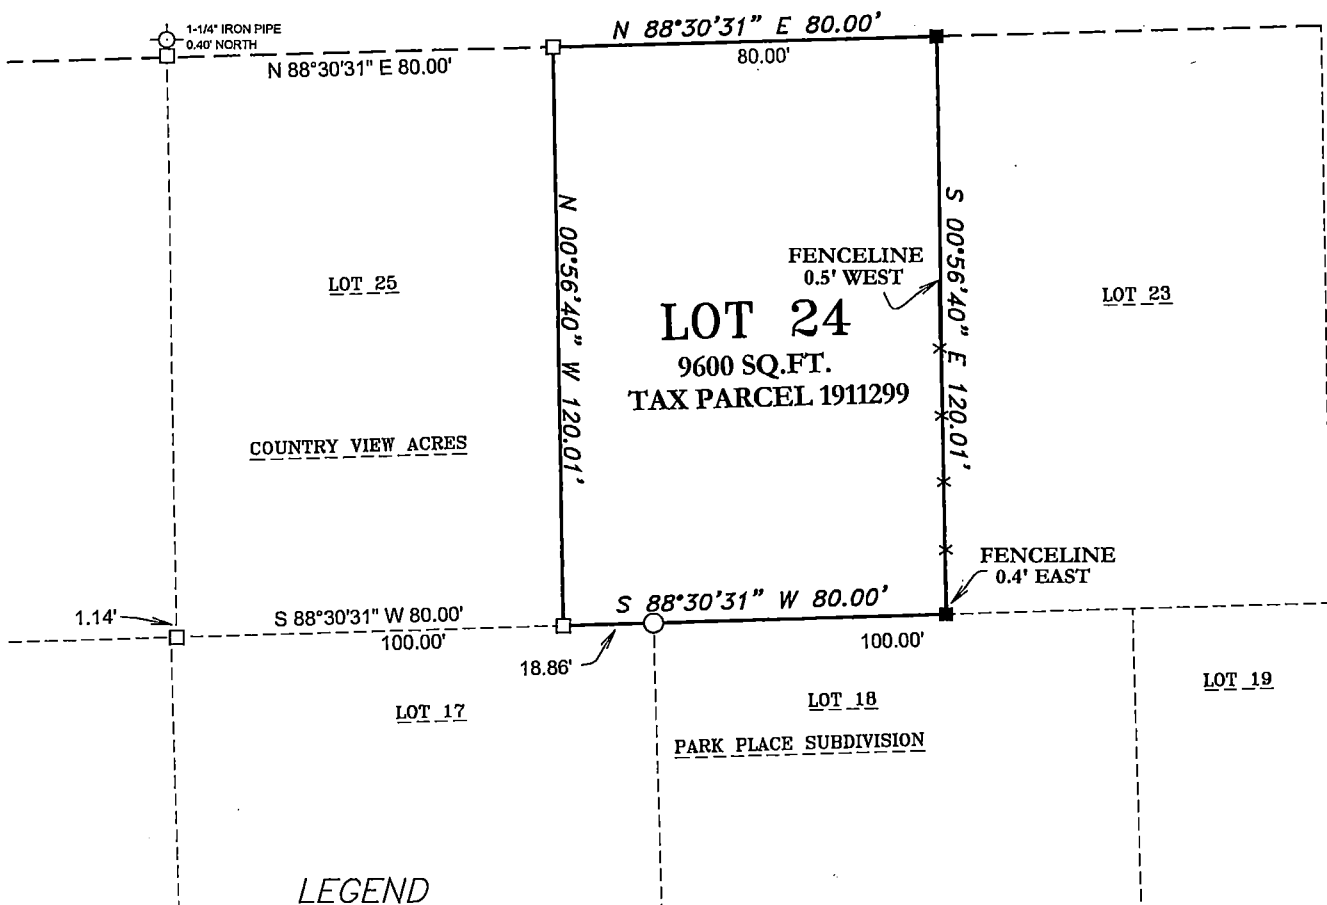 1-1/4" IRON PIPE
0.40' NORTH
N 88°30'31" E 80.00'
N 88°30'31" E 80.00'
80.00'
N 00°56'40" W 120.01'
S 00°56'40" E 120.01'
FENCELINE
0.5' WEST
LOT 25
LOT 24
9600 SQ.FT.
TAX PARCEL 1911299
LOT 23
COUNTRY VIEW ACRES
FENCELINE
0.4' EAST
1.14'
S 88°30'31" W 80.00'
100.00'
S 88°30'31" W 80.00'
100.00'
18.86'
LOT 17
LOT 18
LOT 19
PARK PLACE SUBDIVISION
LEGEND